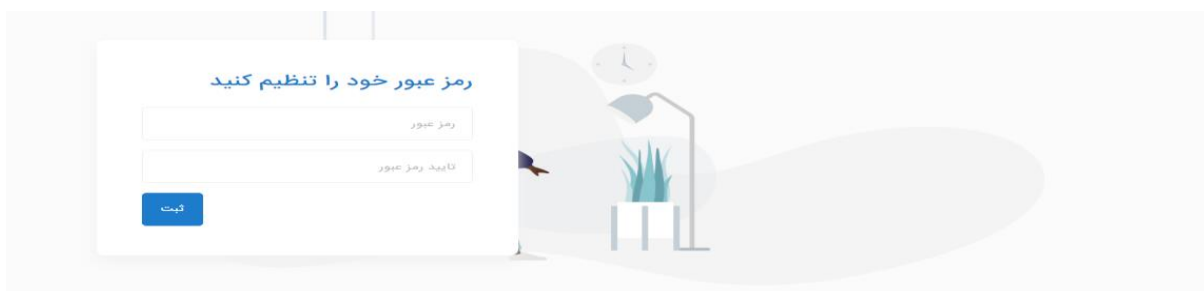 رمز عبور خود را تنظیم کنید
رمز عبور
تایید رمز عبور
ثبت